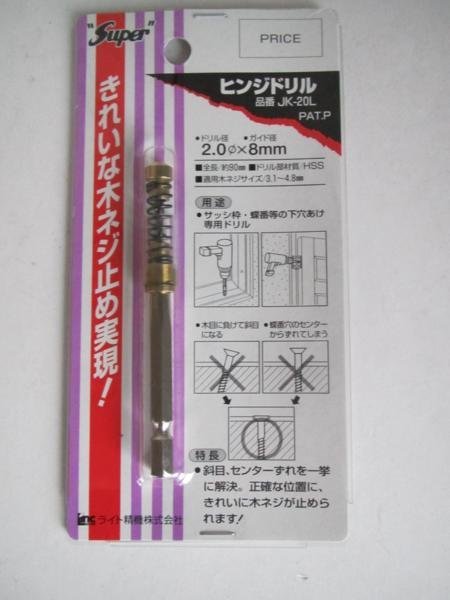 "Super"
PRICE
きれいな木ネジ止め実現!
ヒンジドリル
品番 JK-20L
PAT.P
●ドリル径 ●ガイド径
2.0φ×8mm
■全長/約90㎜ ■ドリル部材質/HSS
■適用木ネジサイズ/3.1~4.8㎜
用途
●サッシ枠・蝶番等の下穴あけ
専用ドリル
●木目に負けて斜目
になる
●蝶番穴のセンター
からずれてしまう
特長
●斜目、センターずれを一挙
に解決。正確な位置に、
きれいに木ネジが止めら
れます!
ライト精機株式会社